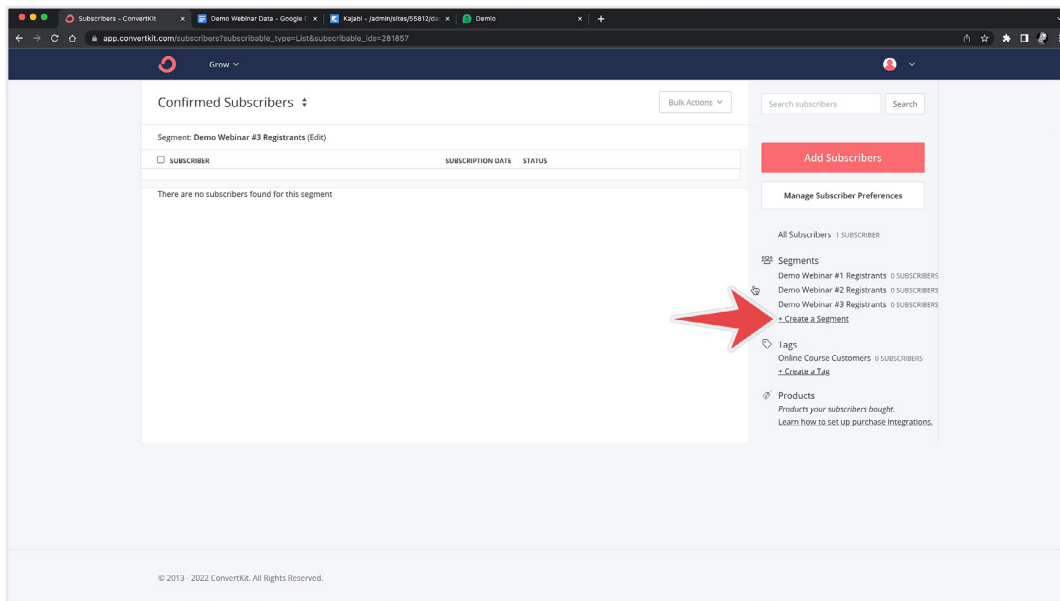 Subscribers - ConvertKit
Demo Webinar Data - Google D
Kajabi - /admin/sites/55812/da
Demio
app.convertkit.com/subscribers?subscribable_type=List&subscribable_ids=281857
Grow
Confirmed Subscribers
Bulk Actions
Search subscribers
Search
Segment: Demo Webinar #3 Registrants (Edit)
SUBSCRIBER SUBSCRIPTION DATE STATUS
There are no subscribers found for this segment
Add Subscribers
Manage Subscriber Preferences
All Subscribers 1 SUBSCRIBER
Segments
Demo Webinar #1 Registrants 0 SUBSCRIBERS
Demo Webinar #2 Registrants 0 SUBSCRIBERS
Demo Webinar #3 Registrants 0 SUBSCRIBERS
+ Create a Segment
Tags
Online Course Customers 0 SUBSCRIBERS
+ Create a Tag
Products
Products your subscribers bought.
Learn how to set up purchase integrations.
© 2013 - 2022 ConvertKit. All Rights Reserved.